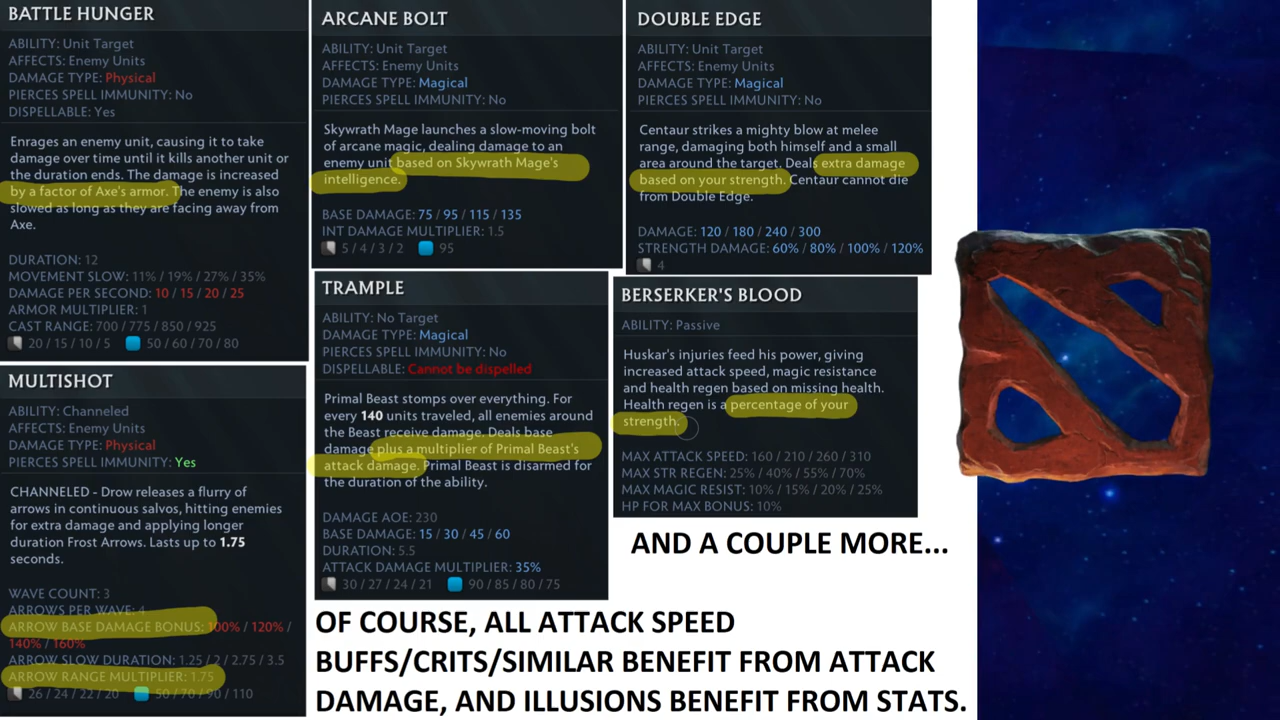 BATTLE HUNGER
ABILITY: Unit Target
AFFECTS: Enemy Units
DAMAGE TYPE: Physical
PIERCES SPELL IMMUNITY: No
DISPELLABLE: Yes
Enrages an enemy unit, causing it to take
damage over time until it kills another unit or
the duration ends. The damage is increased
by a factor of Axe's armor. The enemy is also
slowed as long as they are facing away from
Axe.
DURATION: 12
MOVEMENT SLOW: 11% / 19% / 27% / 35%
DAMAGE PER SECOND: 10 / 15 / 20 / 25
ARMOR MULTIPLIER: 1
CAST RANGE: 700 / 775 / 850 / 925
20 / 15 / 10 / 5 50 / 60 / 70 / 80
MULTISHOT
ABILITY: Channeled
AFFECTS: Enemy Units
DAMAGE TYPE: Physical
PIERCES SPELL IMMUNITY: Yes
CHANNELED - Drow releases a flurry of
arrows in continuous salvos, hitting enemies
for extra damage and applying longer
duration Frost Arrows. Lasts up to 1.75
seconds.
WAVE COUNT: 3
ARROWS PER WAVE: 4
ARROW BASE DAMAGE BONUS: 100% / 120% /
140% / 160%
ARROW SLOW DURATION: 1.25 / 2 / 2.75 / 3.5
ARROW RANGE MULTIPLIER: 1.75
26 / 24 / 22 / 20 50 / 70 / 90 / 110
ARCANE BOLT
ABILITY: Unit Target
AFFECTS: Enemy Units
DAMAGE TYPE: Magical
PIERCES SPELL IMMUNITY: No
Skywrath Mage launches a slow-moving bolt
of arcane magic, dealing damage to an
enemy unit based on Skywrath Mage's
intelligence.
BASE DAMAGE: 75 / 95 / 115 / 135
INT DAMAGE MULTIPLIER: 1.5
5 / 4 / 3 / 2 95
TRAMPLE
ABILITY: No Target
DAMAGE TYPE: Magical
PIERCES SPELL IMMUNITY: No
DISPELLABLE: Cannot be dispelled
Primal Beast stomps over everything. For
every 140 units traveled, all enemies around
the Beast receive damage. Deals base
damage plus a multiplier of Primal Beast's
attack damage. Primal Beast is disarmed for
the duration of the ability.
DAMAGE AOE: 230
BASE DAMAGE: 15 / 30 / 45 / 60
DURATION: 5.5
ATTACK DAMAGE MULTIPLIER: 35%
30 / 27 / 24 / 21 90 / 85 / 80 / 75
DOUBLE EDGE
ABILITY: Unit Target
AFFECTS: Enemy Units
DAMAGE TYPE: Magical
PIERCES SPELL IMMUNITY: No
Centaur strikes a mighty blow at melee
range, damaging both himself and a small
area around the target. Deals extra damage
based on your strength. Centaur cannot die
from Double Edge.
DAMAGE: 120 / 180 / 240 / 300
STRENGTH DAMAGE: 60% / 80% / 100% / 120%
4
BERSERKER'S BLOOD
ABILITY: Passive
Huskar's injuries feed his power, giving
increased attack speed, magic resistance
and health regen based on missing health.
Health regen is a percentage of your
strength.
MAX ATTACK SPEED: 160 / 210 / 260 / 310
MAX STR REGEN: 25% / 40% / 55% / 70%
MAX MAGIC RESIST: 10% / 15% / 20% / 25%
HP FOR MAX BONUS: 10%
AND A COUPLE MORE...
OF COURSE, ALL ATTACK SPEED
BUFFS/CRITS/SIMILAR BENEFIT FROM ATTACK
DAMAGE, AND ILLUSIONS BENEFIT FROM STATS.